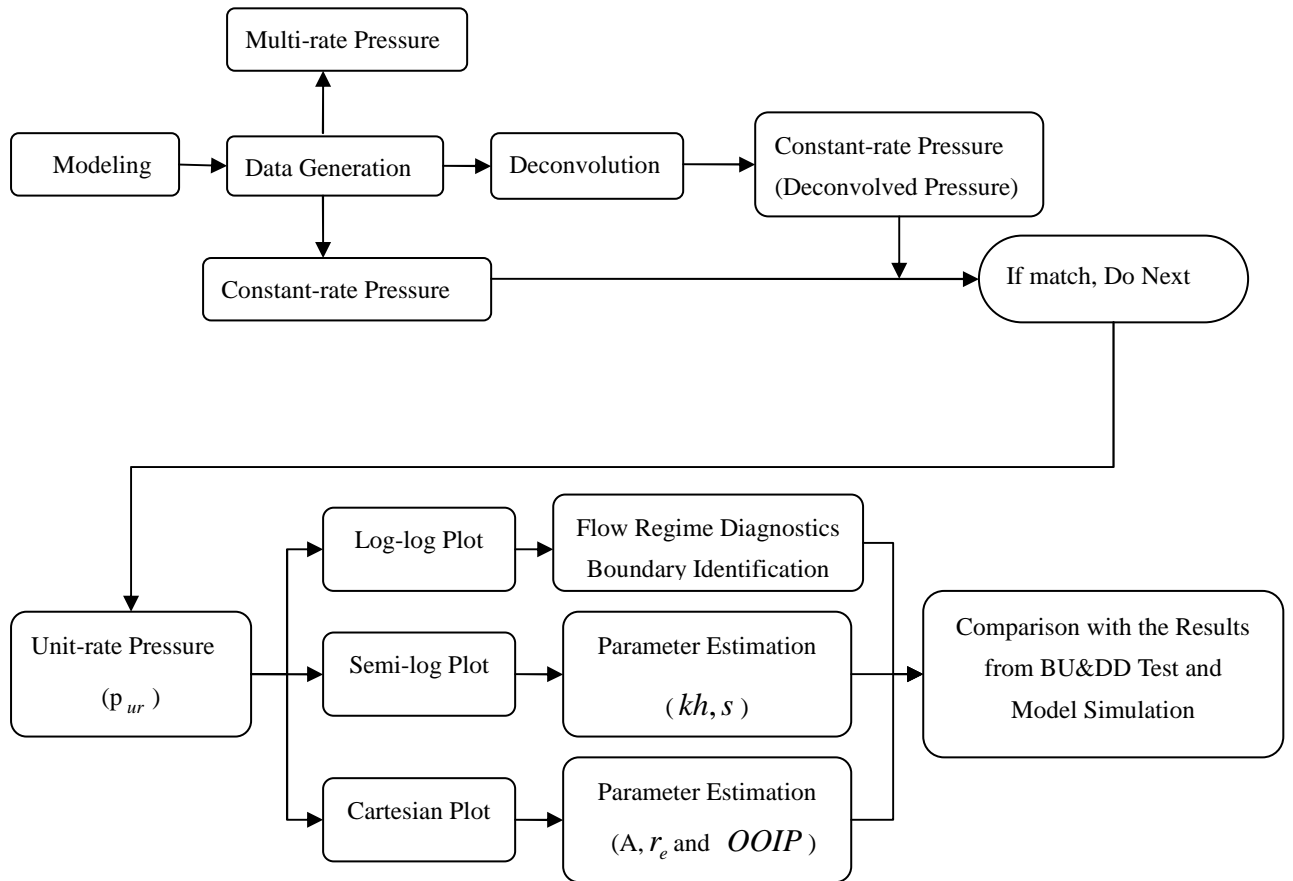 Multi-rate Pressure
Modeling
Data Generation
Deconvolution
Constant-rate Pressure
(Deconvolved Pressure)
Constant-rate Pressure
If match, Do Next
Unit-rate Pressure
(p ur )
Log-log Plot
Flow Regime Diagnostics
Boundary Identification
Semi-log Plot
Parameter Estimation
( kh, s )
Cartesian Plot
Parameter Estimation
(A, re and OOIP)
Comparison with the Results
from BU&DD Test and
Model Simulation